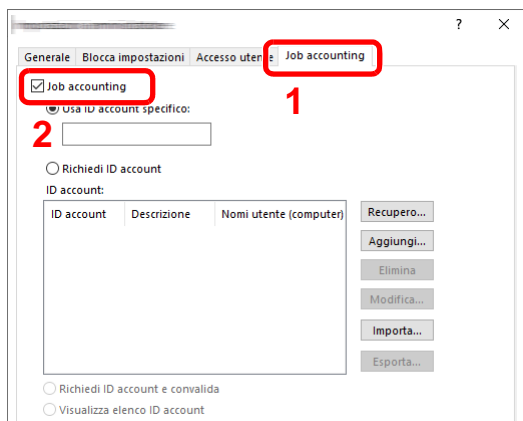 ? ×
Generale Blocca impostazioni Accesso utente Job accounting
1
Job accounting
Usa ID account specifico:
2
Richiedi ID account
ID account:
ID account Descrizione Nomi utente (computer)
Recupero...
Aggiungi...
Elimina
Modifica...
Importa...
Esporta...
Richiedi ID account e convalida
Visualizza elenco ID account